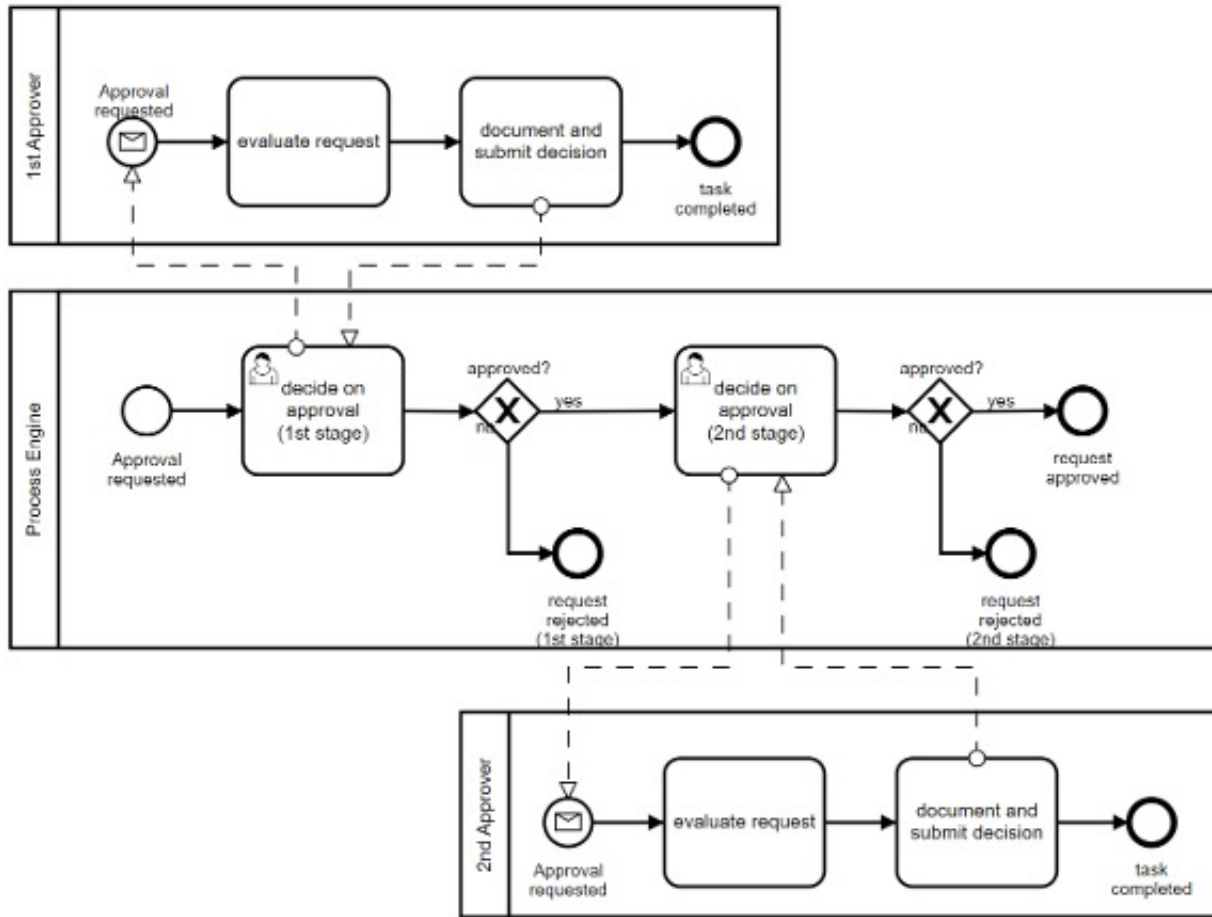 1st Approver
Approval
requested
evaluate request
document and
submit decision
task
completed
Process Engine
Approval
requested
decide on
approval
(1st stage)
approved?
yes
no
request
rejected
(1st stage)
decide on
approval
(2nd stage)
approved?
yes
no
request
approved
request
rejected
(2nd stage)
2nd Approver
Approval
requested
evaluate request
document and
submit decision
task
completed